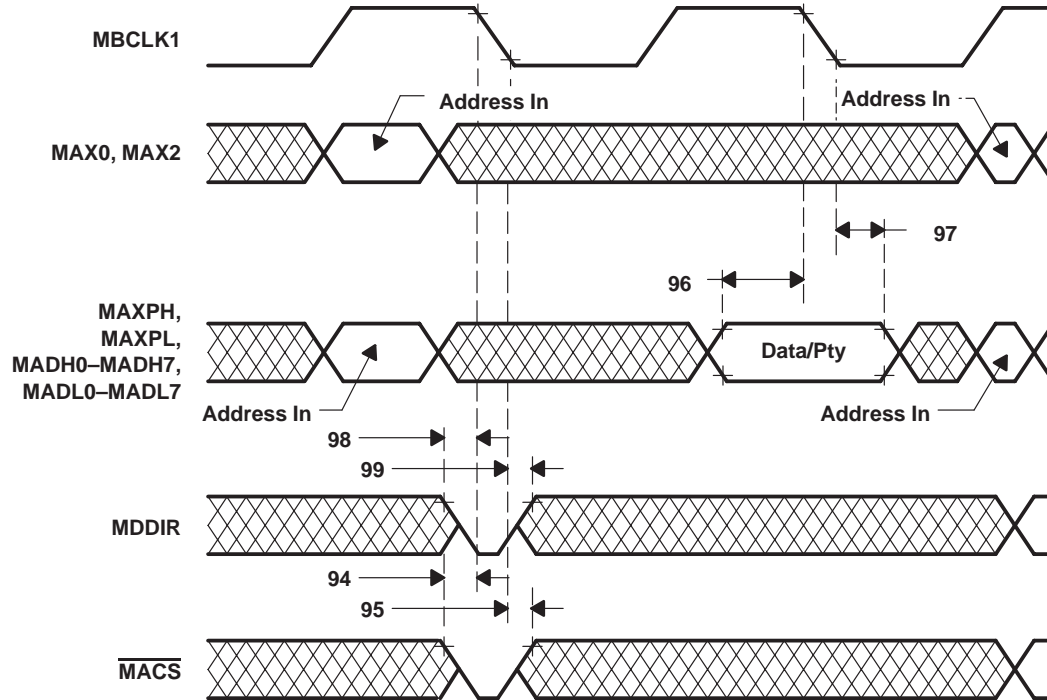 MBCLK1
Address In
Address In
MAX0, MAX2
97
96
MAXPH,
MAXPL,
MADH0–MADH7,
MADL0–MADL7
Data/Pty
Address In
Address In
98
99
MDDIR
94
95
MACS